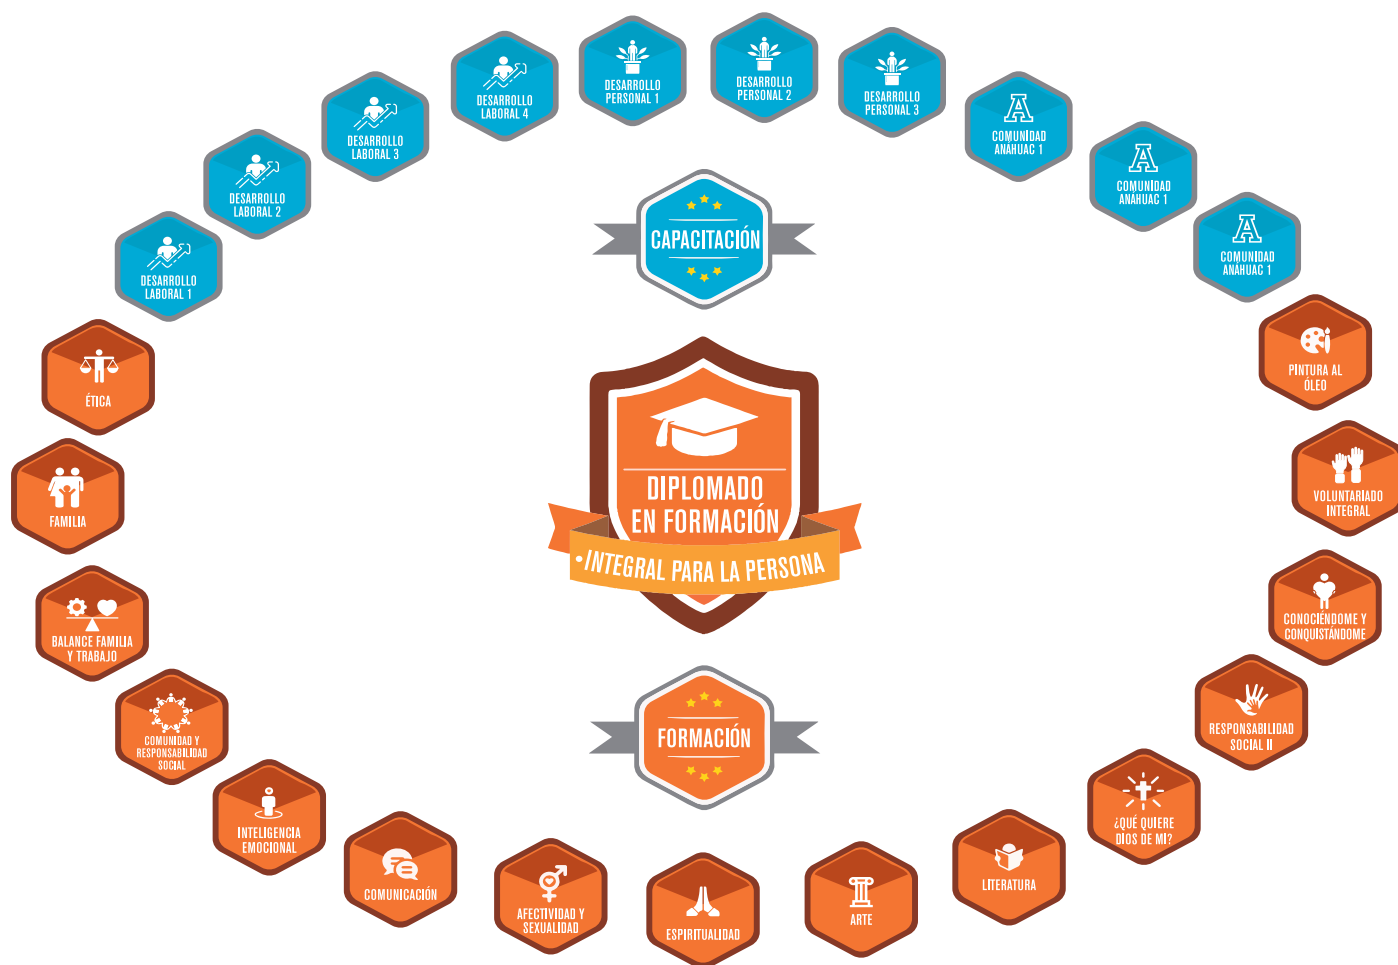 DESARROLLO
LABORAL 1
DESARROLLO
LABORAL 2
DESARROLLO
LABORAL 3
DESARROLLO
LABORAL 4
DESARROLLO
PERSONAL 1
DESARROLLO
PERSONAL 2
DESARROLLO
PERSONAL 3
A
COMUNIDAD
ANÁHUAC 1
A
COMUNIDAD
ANÁHUAC 1
A
COMUNIDAD
ANÁHUAC 1
CAPACITACIÓN
DIPLOMADO
EN FORMACIÓN
•INTEGRAL PARA LA PERSONA
FORMACIÓN
ÉTICA
FAMILIA
BALANCE FAMILIA
Y TRABAJO
COMUNIDAD Y
RESPONSABILIDAD
SOCIAL
INTELIGENCIA
EMOCIONAL
COMUNICACIÓN
AFECTIVIDAD Y
SEXUALIDAD
ESPIRITUALIDAD
ARTE
LITERATURA
¿QUÉ QUIERE
DIOS DE MI?
RESPONSABILIDAD
SOCIAL II
CONOCIÉNDOME Y
CONQUISTÁNDOME
VOLUNTARIADO
INTEGRAL
PINTURA AL
ÓLEO